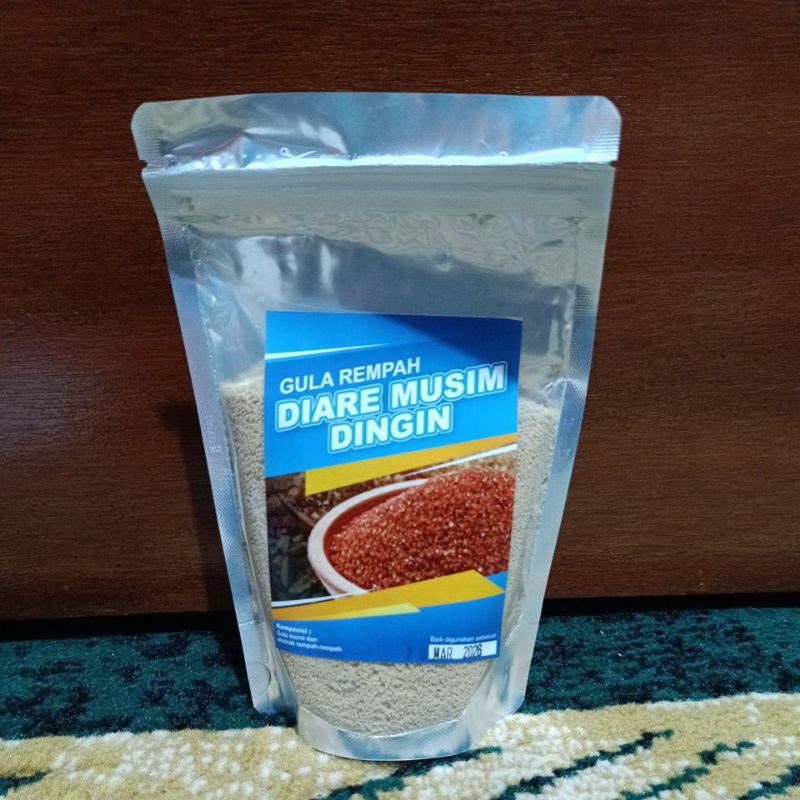 GULA REMPAH
DIARE MUSIM
DINGIN
Komposisi :
Gula murni dan
ekstrak rempah-rempah
Baik digunakan sebelum
MAR 2026